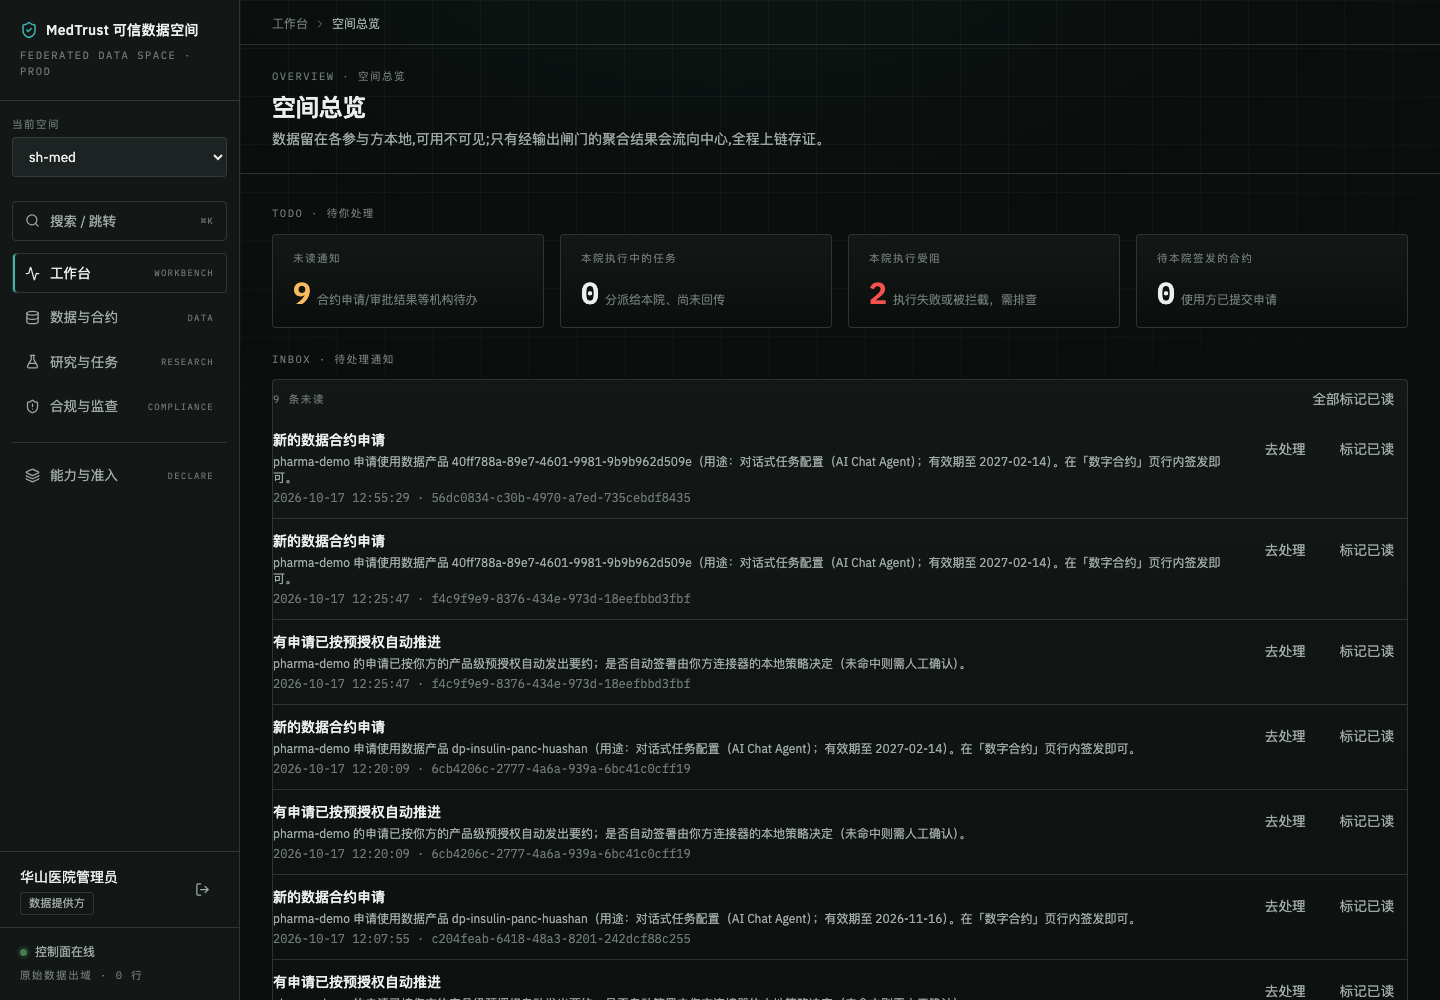 MedTrust 可信数据空间
FEDERATED DATA SPACE ·
PROD
当前空间
sh-med
搜索 / 跳转 ⌘K
工作台 WORKBENCH
数据与合约 DATA
研究与任务 RESEARCH
合规与监查 COMPLIANCE
能力与准入 DECLARE
华山医院管理员
数据提供方
控制面在线
原始数据出域 · 0 行
工作台 > 空间总览
OVERVIEW · 空间总览
空间总览
数据留在各参与方本地,可用不可见;只有经输出闸门的聚合结果会流向中心,全程上链存证。
TODO · 待你处理
未读通知
9 合约申请/审批结果等机构待办
本院执行中的任务
0 分派给本院、尚未回传
本院执行受阻
2 执行失败或被拦截，需排查
待本院签发的合约
0 使用方已提交申请
INBOX · 待处理通知
9 条未读 全部标记已读
新的数据合约申请
去处理 标记已读
pharma-demo 申请使用数据产品 40ff788a-89e7-4601-9981-9b9b962d509e（用途：对话式任务配置（AI Chat Agent）；有效期至 2027-02-14）。在「数字合约」页行内签发即
可。
2026-10-17 12:55:29 · 56dc0834-c30b-4970-a7ed-735cebdf8435
新的数据合约申请
去处理 标记已读
pharma-demo 申请使用数据产品 40ff788a-89e7-4601-9981-9b9b962d509e（用途：对话式任务配置（AI Chat Agent）；有效期至 2027-02-14）。在「数字合约」页行内签发即
可。
2026-10-17 12:25:47 · f4c9f9e9-8376-434e-973d-18eefbbd3fbf
有申请已按预授权自动推进
去处理 标记已读
pharma-demo 的申请已按你方的产品级预授权自动发出要约；是否自动签署由你方连接器的本地策略决定（未命中则需人工确认）。
2026-10-17 12:25:47 · f4c9f9e9-8376-434e-973d-18eefbbd3fbf
新的数据合约申请
去处理 标记已读
pharma-demo 申请使用数据产品 dp-insulin-panc-huashan（用途：对话式任务配置（AI Chat Agent）；有效期至 2027-02-14）。在「数字合约」页行内签发即可。
2026-10-17 12:20:09 · 6cb4206c-2777-4a6a-939a-6bc41c0cff19
有申请已按预授权自动推进
去处理 标记已读
pharma-demo 的申请已按你方的产品级预授权自动发出要约；是否自动签署由你方连接器的本地策略决定（未命中则需人工确认）。
2026-10-17 12:20:09 · 6cb4206c-2777-4a6a-939a-6bc41c0cff19
新的数据合约申请
去处理 标记已读
pharma-demo 申请使用数据产品 dp-insulin-panc-huashan（用途：对话式任务配置（AI Chat Agent）；有效期至 2026-11-16）。在「数字合约」页行内签发即可。
2026-10-17 12:07:55 · c204feab-6418-48a3-8201-242dcf88c255
有申请已按预授权自动推进
去处理 标记已读